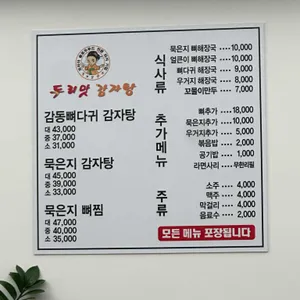 두리맛 감자탕
감동뼈다귀 감자탕
대 43,000
중 37,000
소 31,000
묵은지 감자탕
대 45,000
중 39,000
소 33,000
묵은지 뼈찜
대 47,000
중 40,000
소 35,000
식사류
묵은지 뼈해장국 ···· 10,000
얼큰이 뼈해장국 ···· 10,000
뼈다귀 해장국 ···· 9,000
우거지 해장국 ···· 8,000
꼬물이만두 ···· 7,000
추가메뉴
뼈추가 ···· 18,000
묵은지추가 ···· 10,000
우거지추가 ···· 5,000
볶음밥 ···· 2,000
공기밥 ···· 1,000
라면사리 ···· 무한리필
주류
소주 ···· 4,000
맥주 ···· 4,000
막걸리 ···· 4,000
음료수 ···· 2,000
모든 메뉴 포장됩니다